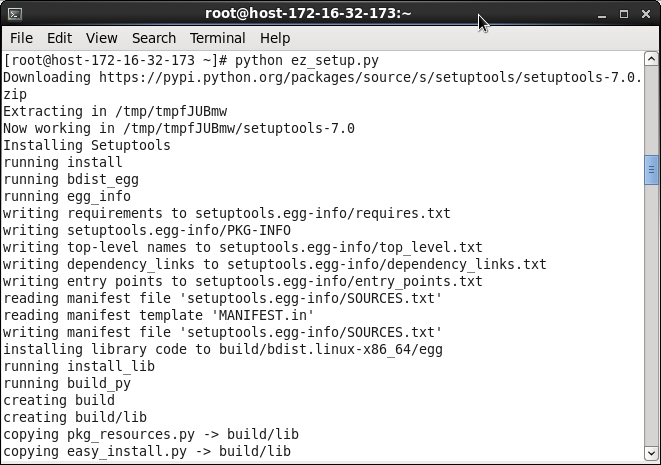 root@host-172-16-32-173:~
File Edit View Search Terminal Help
[root@host-172-16-32-173 ~]# python ez_setup.py
Downloading https://pypi.python.org/packages/source/s/setuptools/setuptools-7.0.
zip
Extracting in /tmp/tmpfJUBmw
Now working in /tmp/tmpfJUBmw/setuptools-7.0
Installing Setuptools
running install
running bdist_egg
running egg_info
writing requirements to setuptools.egg-info/requires.txt
writing setuptools.egg-info/PKG-INFO
writing top-level names to setuptools.egg-info/top_level.txt
writing dependency_links to setuptools.egg-info/dependency_links.txt
writing entry points to setuptools.egg-info/entry_points.txt
reading manifest file 'setuptools.egg-info/SOURCES.txt'
reading manifest template 'MANIFEST.in'
writing manifest file 'setuptools.egg-info/SOURCES.txt'
installing library code to build/bdist.linux-x86_64/egg
running install_lib
running build_py
creating build
creating build/lib
copying pkg_resources.py -> build/lib
copying easy_install.py -> build/lib